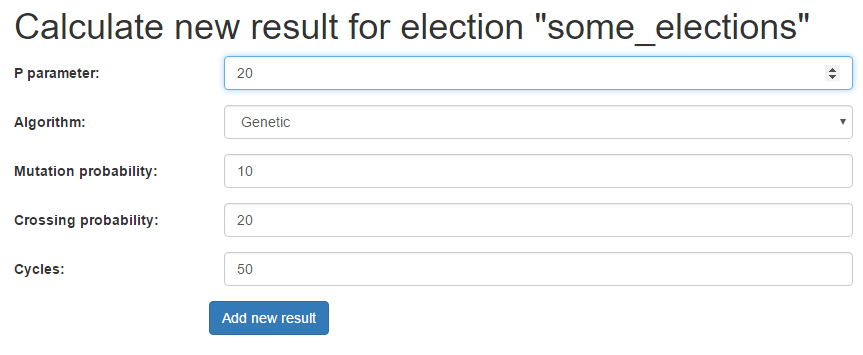 Calculate new result for election "some_elections"
P parameter: 20
Algorithm: Genetic
Mutation probability: 10
Crossing probability: 20
Cycles: 50
Add new result